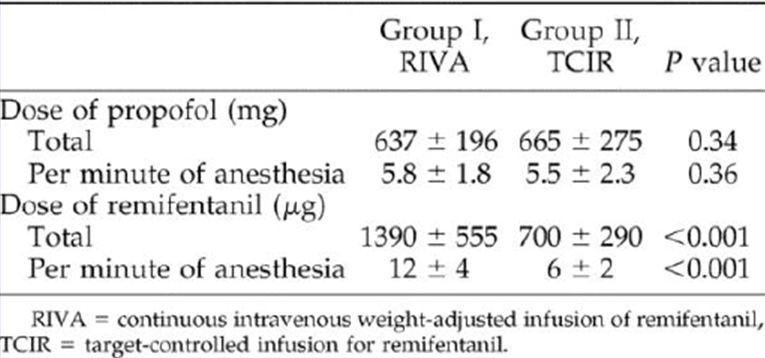 Group I, Group II,
RIVA TCIR P value
Dose of propofol (mg)
Total 637 ± 196 665 ± 275 0.34
Per minute of anesthesia 5.8 ± 1.8 5.5 ± 2.3 0.36
Dose of remifentanil (μg)
Total 1390 ± 555 700 ± 290 <0.001
Per minute of anesthesia 12 ± 4 6 ± 2 <0.001
RIVA = continuous intravenous weight-adjusted infusion of remifentanil,
TCIR = target-controlled infusion for remifentanil.